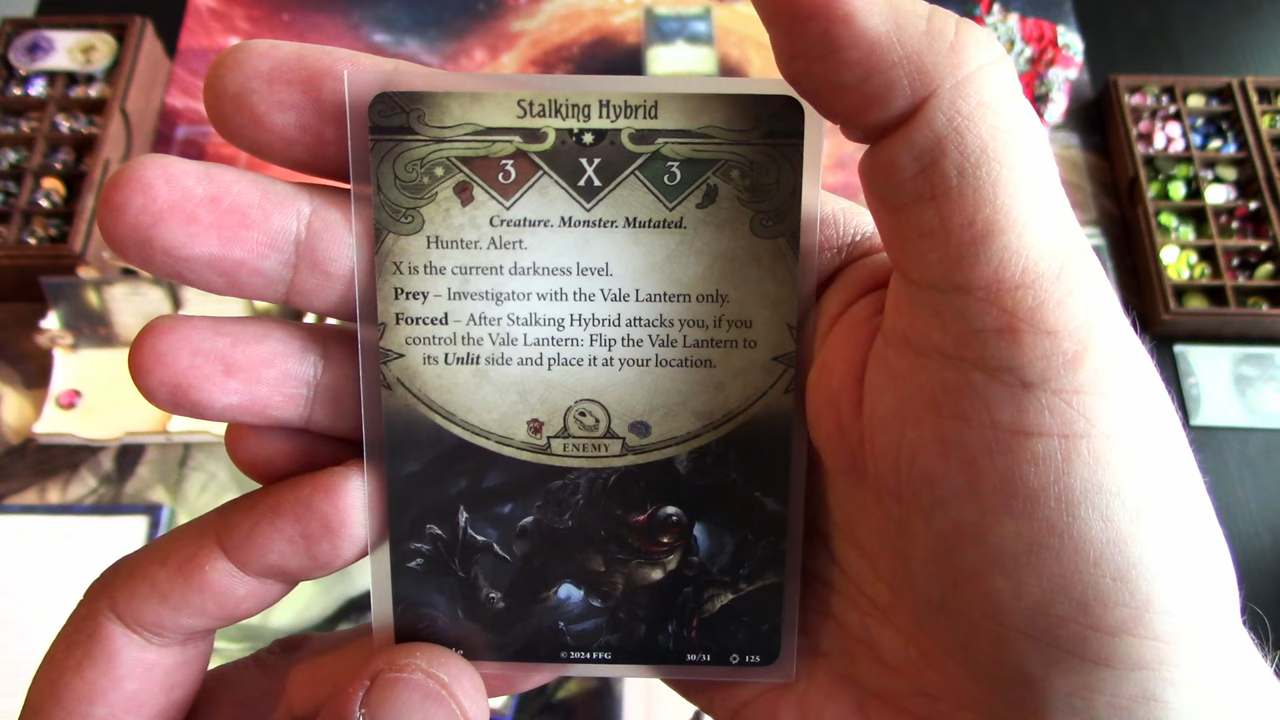 Stalking Hybrid
3 X 3
Creature. Monster. Mutated.
Hunter. Alert.
X is the current darkness level.
Prey – Investigator with the Vale Lantern only.
Forced – After Stalking Hybrid attacks you, if you
control the Vale Lantern: Flip the Vale Lantern to
its Unlit side and place it at your location.
ENEMY
© 2024 FFG 30/31 125